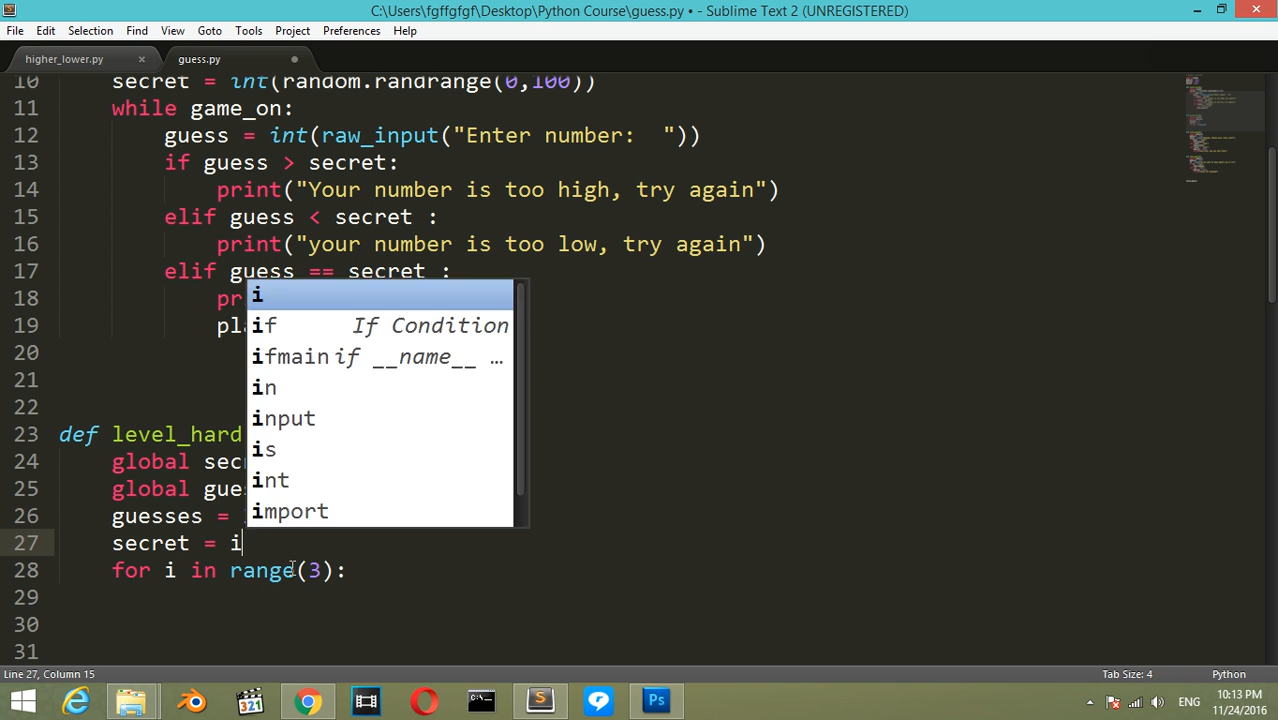 C:\Users\fgffgfgf\Desktop\Python Course\guess.py • - Sublime Text 2 (UNREGISTERED)
File Edit Selection Find View Goto Tools Project Preferences Help
higher_lower.py × guess.py
10 secret = int(random.randrange(0,100))
11 while game_on:
12 guess = int(raw_input("Enter number:  "))
13 if guess > secret:
14 print("Your number is too high, try again")
15 elif guess < secret :
16 print("your number is too low, try again")
17 elif guess == secret :
18 pr
19 pla
20
21
22
23 def level_hard
24 global sec
25 global gue
26 guesses =
27 secret = i
28 for i in range(3):
29
30
31
i
if If Condition
ifmain if __name__ …
in
input
is
int
import
Line 27, Column 15
Tab Size: 4 Python
321
S
Ps
ENG
10:13 PM
11/24/2016